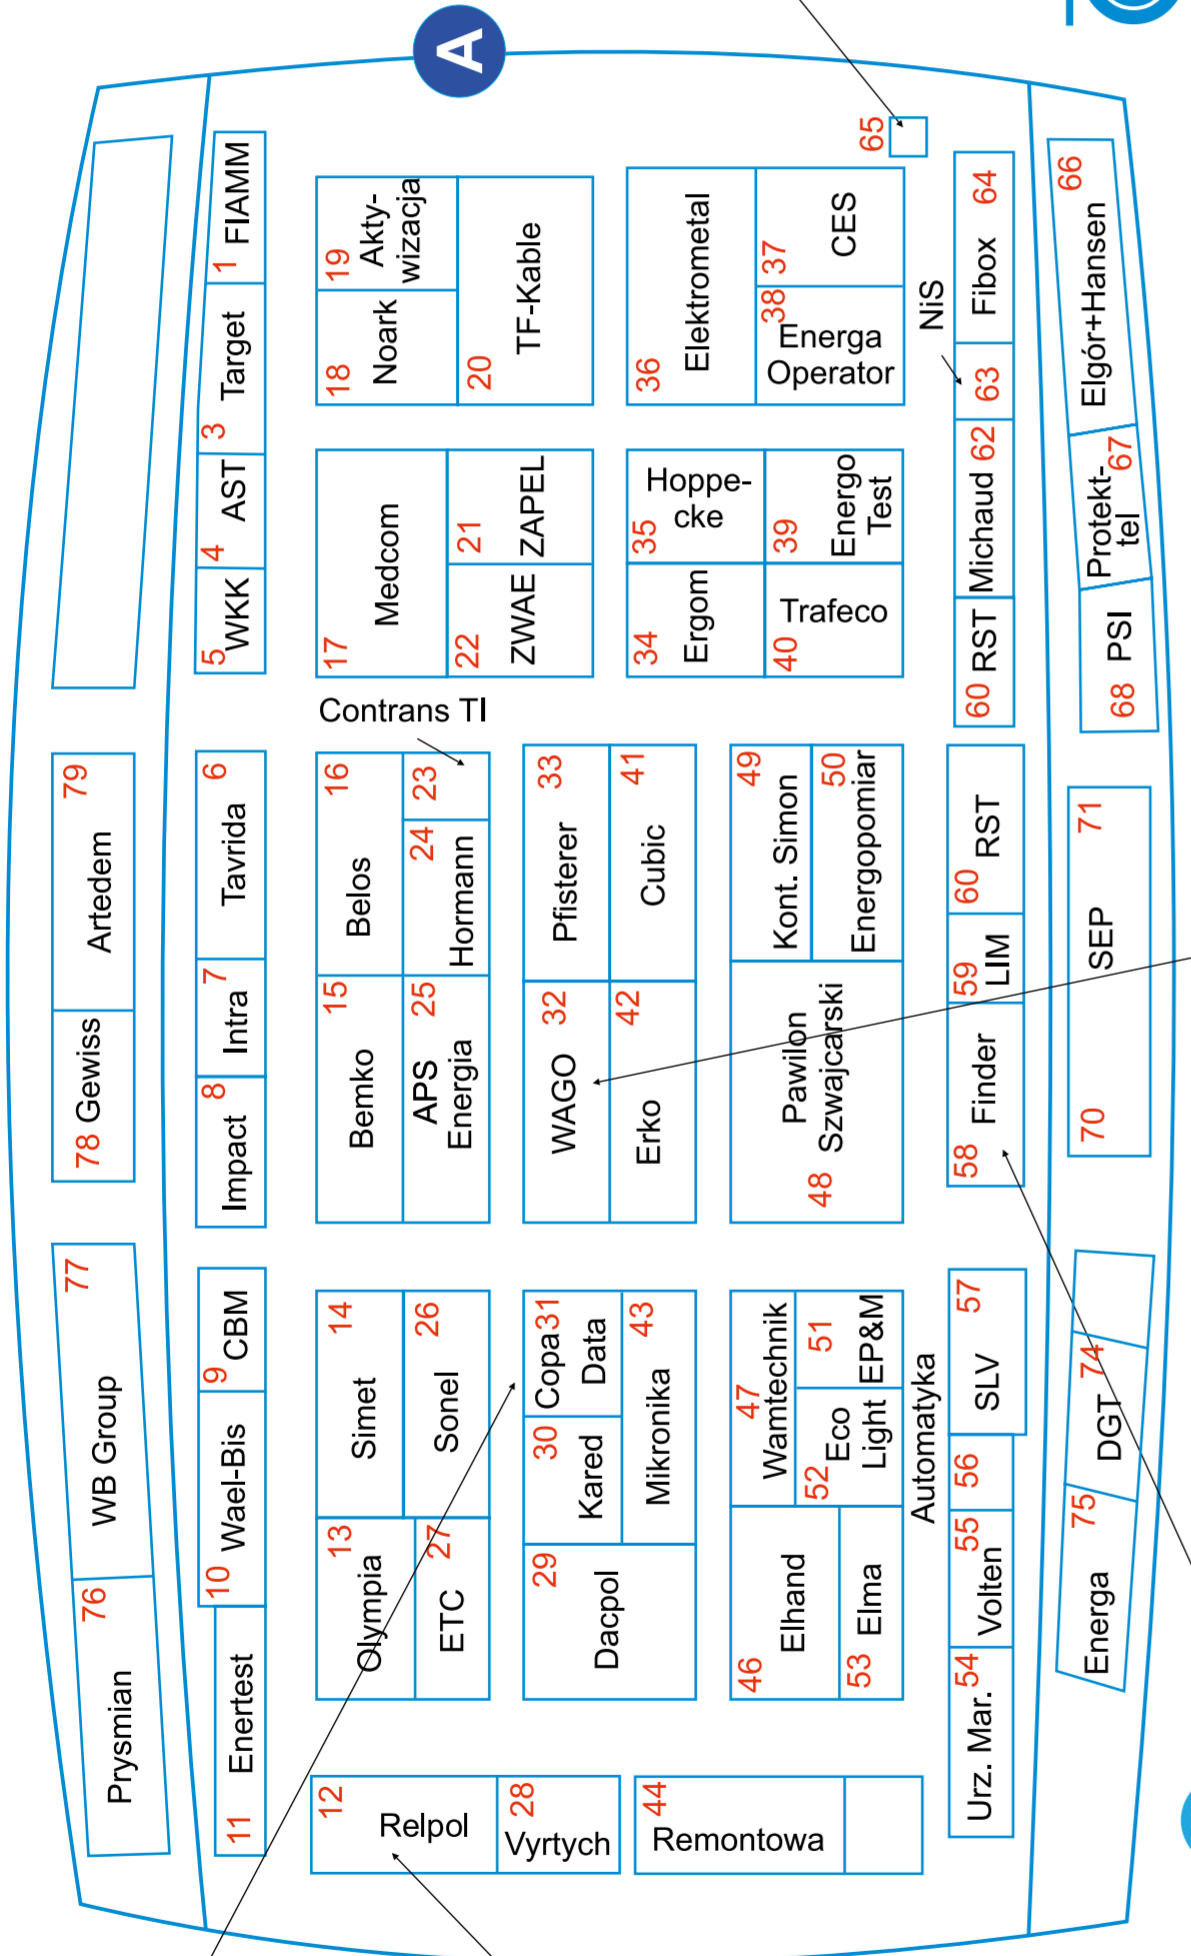 A
65
1 FIAMM
3 Target
4 AST
5 WKK
79 Artedem
78 Gewiss
6 Tavrida
7 Intra
8 Impact
77 WB Group
76 Prysmian
9 CBM
10 Wael-Bis
11 Enertest
19 Akty-
wizacja
18 Noark
20 TF-Kable
17 Medcom
21 ZAPEL
22 ZWAE
Contrans TI
16 Belos
23
24 Hormann
15 Bemko
25 APS
Energia
14 Simet
26 Sonel
13 Olympia
27 ETC
12 Relpol
28 Vyrtych
36 Elektrometal
37 CES
38 Energa
Operator
35 Hoppe-
cke
34 Ergom
39 Energo
Test
40 Trafeco
33 Pfisterer
41 Cubic
32 WAGO
42 Erko
49 Kont. Simon
50 Energopomiar
Pawilon
48 Szwajcarski
31 Copa
Data
30 Kared
43 Mikronika
29 Dacpol
47 Wamtechnik
51 EP&M
52 Eco
Light
46 Elhand
53 Elma
44 Remontowa
NiS
64 Fibox
63
62 Michaud
60 RST
60 RST
59 LIM
58 Finder
Automatyka
57 SLV
56
55 Volten
54 Urz. Mar.
66 Elgór+Hansen
67 Protekt-
tel
68 PSI
71
SEP
70
74 DGT
75 Energa